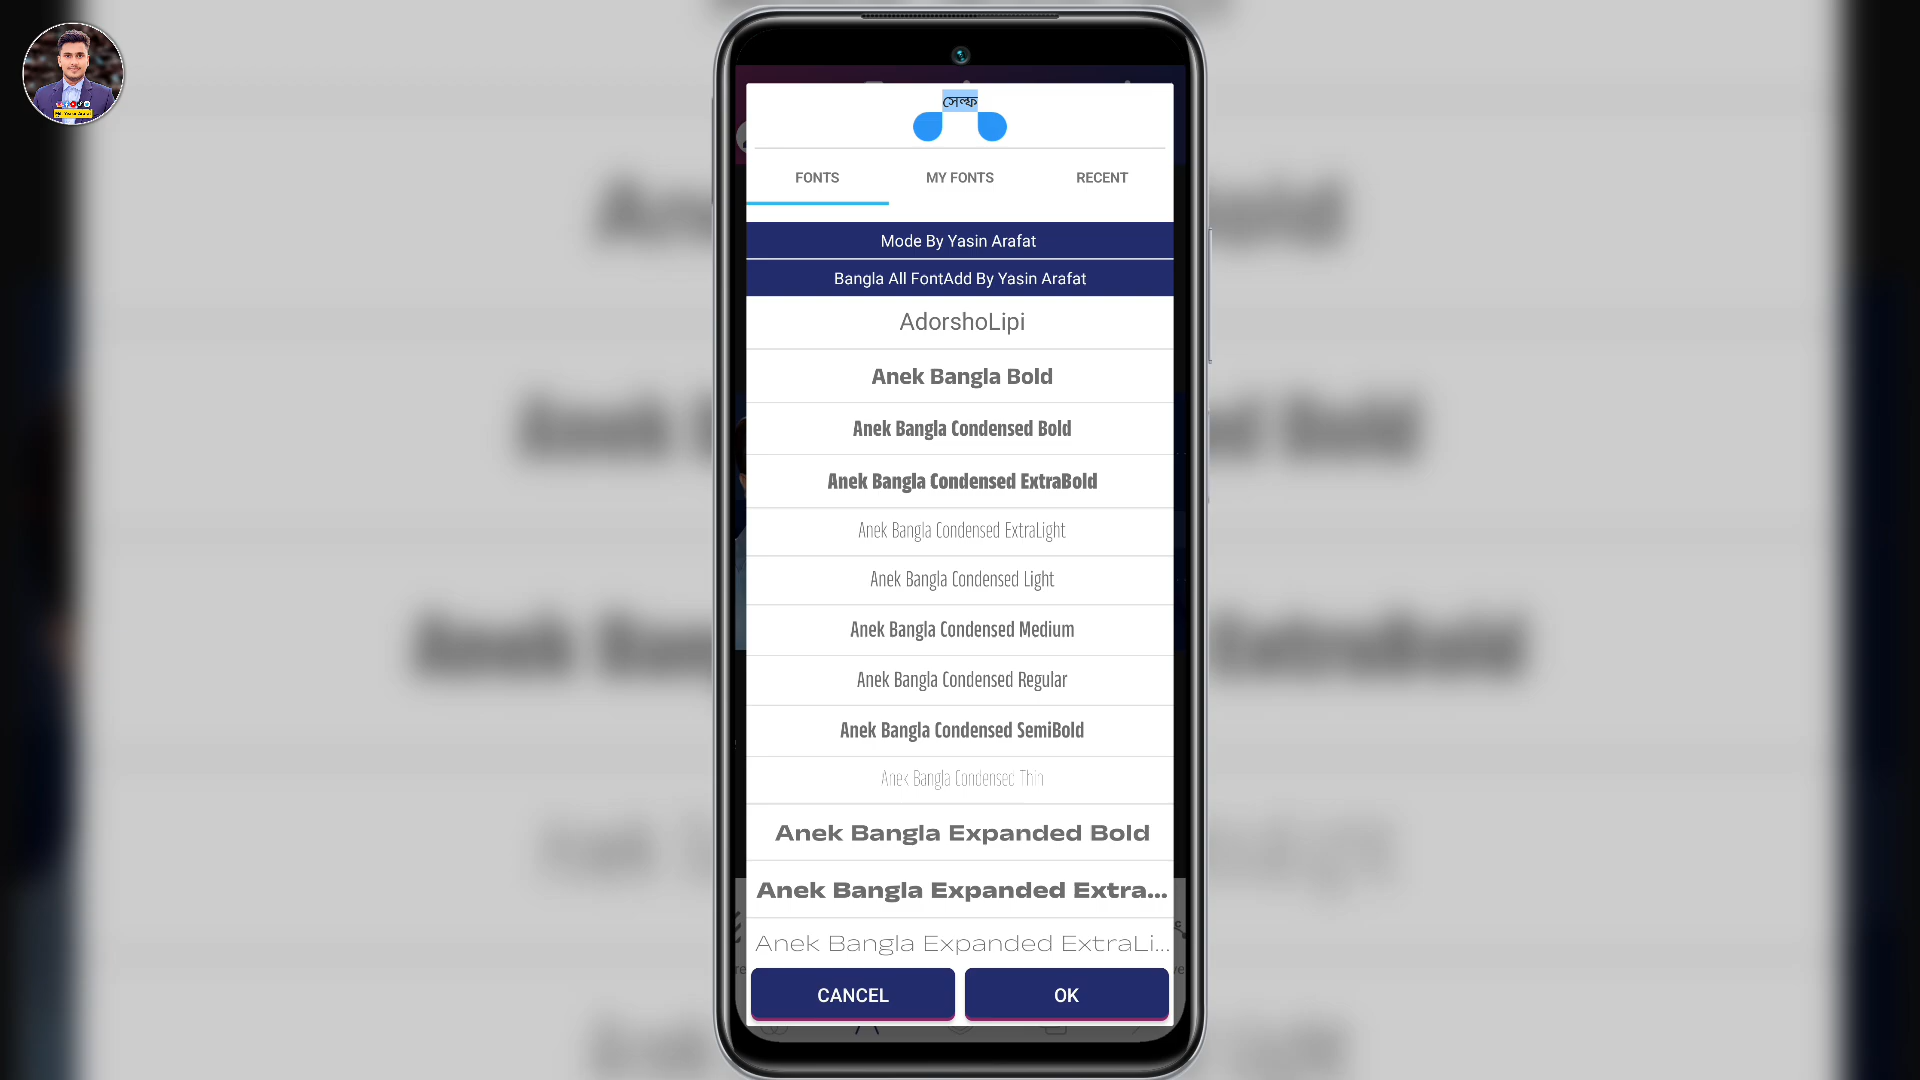 সেল্ফ
FONTS
MY FONTS
RECENT
Mode By Yasin Arafat
Bangla All FontAdd By Yasin Arafat
AdorshoLipi
Anek Bangla Bold
Anek Bangla Condensed Bold
Anek Bangla Condensed ExtraBold
Anek Bangla Condensed ExtraLight
Anek Bangla Condensed Light
Anek Bangla Condensed Medium
Anek Bangla Condensed Regular
Anek Bangla Condensed SemiBold
Anek Bangla Condensed Thin
Anek Bangla Expanded Bold
Anek Bangla Expanded Extra...
Anek Bangla Expanded ExtraLi...
CANCEL
OK